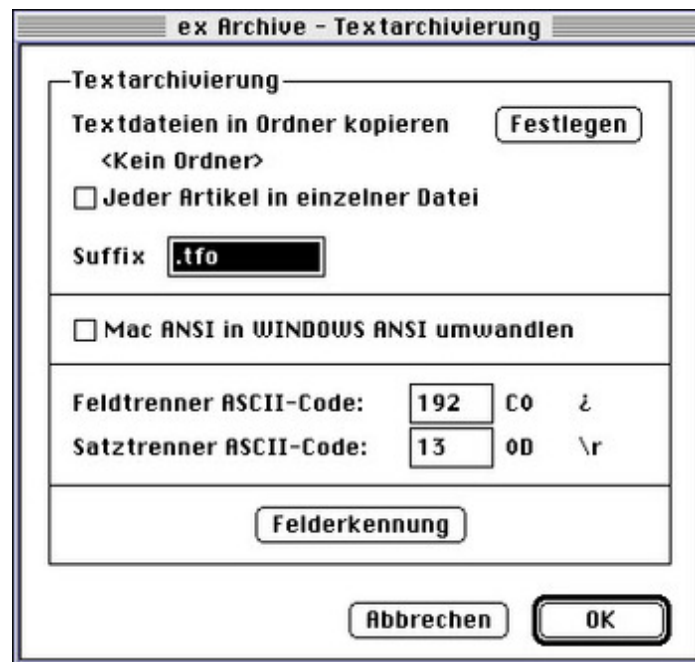 ex Archive - Textarchivierung
Textarchivierung
Textdateien in Ordner kopieren Festlegen
<Kein Ordner>
Jeder Artikel in einzelner Datei
Suffix .tfo
Mac ANSI in WINDOWS ANSI umwandlen
Feldtrenner ASCII-Code: 192 C0 ¿
Satztrenner ASCII-Code: 13 0D \r
Felderkennung
Abbrechen OK